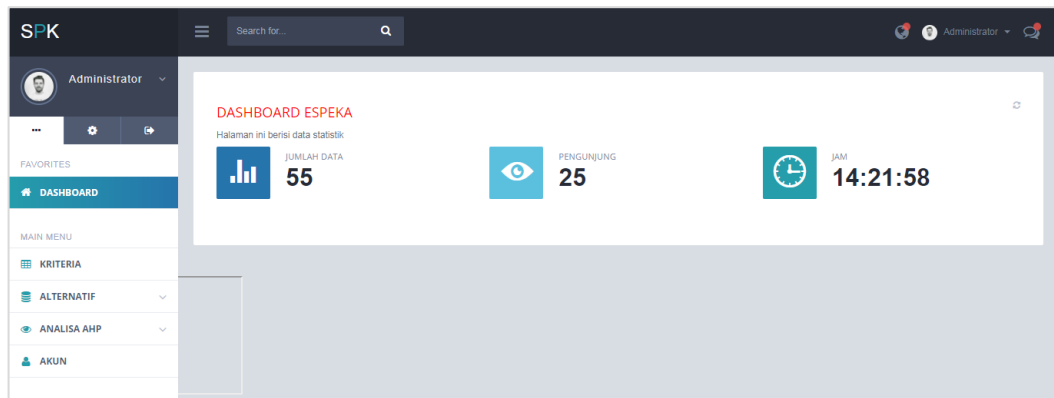 SPK
Search for...
Administrator
Administrator
FAVORITES
DASHBOARD
MAIN MENU
KRITERIA
ALTERNATIF
ANALISA AHP
AKUN
DASHBOARD ESPEKA
Halaman ini berisi data statistik
JUMLAH DATA
55
PENGUNJUNG
25
JAM
14:21:58